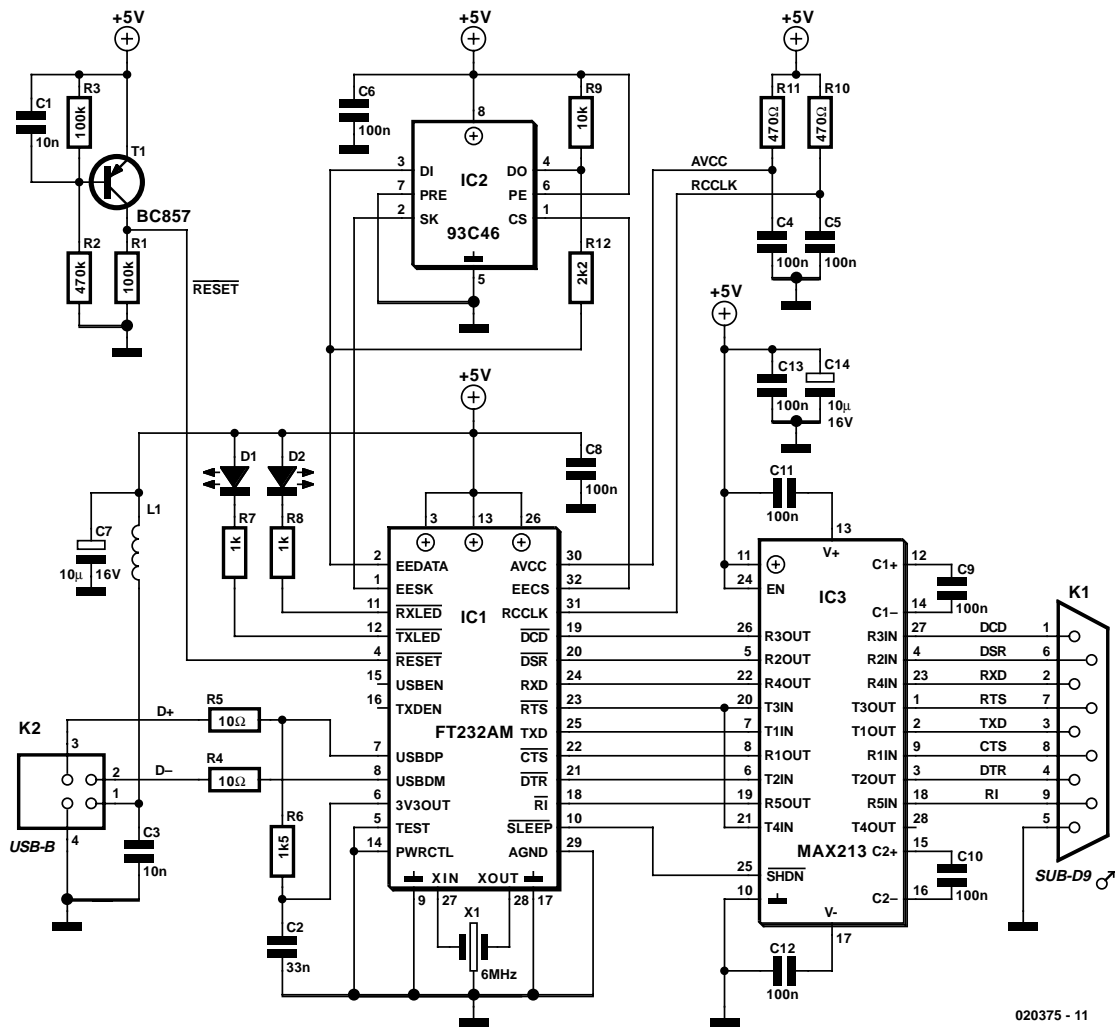 +5V
+5V
+5V
R3
100k
C1
10n
T1
BC857
R2
470k
R1
100k
RESET
C6
100n
8
R9
10k
3
DI
DO
4
7
PRE
IC2
PE
6
2
SK
CS
1
93C46
5
R12
2k2
R11
470Ω
R10
470Ω
AVCC
RCCLK
C4
100n
C5
100n
+5V
C13
100n
C14
10µ
16V
+5V
D1
D2
C8
100n
L1
C7
10µ
16V
R7
1k
R8
1k
3
13
26
2
EEDATA
AVCC
30
1
EESK
EECS
32
IC1
11
RXLED
RCCLK
31
12
TXLED
DCD
19
4
RESET
DSR
20
15
USBEN
RXD
24
16
TXDEN
RTS
23
FT232AM
TXD
25
7
USBDP
CTS
22
8
USBDM
DTR
21
6
3V3OUT
RI
18
5
TEST
SLEEP
10
14
PWRCTL
AGND
29
XIN
XOUT
9
27
28
17
X1
6MHz
K2
3
D+
R5
10Ω
2
D–
R4
10Ω
1
4
USB-B
C3
10n
R6
1k5
C2
33n
C11
100n
13
V+
11
C1+
12
24
EN
IC3
C9
100n
C1–
14
26
R3OUT
R3IN
27
DCD
1
5
R2OUT
R2IN
4
DSR
6
22
R4OUT
R4IN
23
RXD
2
20
T3IN
T3OUT
1
RTS
7
7
T1IN
T1OUT
2
TXD
3
8
R1OUT
R1IN
9
CTS
8
6
T2IN
T2OUT
3
DTR
4
19
R5OUT
R5IN
18
RI
9
21
T4IN
T4OUT
28
5
MAX213
C2+
15
C10
100n
25
SHDN
10
C2–
16
V-
17
C12
100n
K1
SUB-D9 ♂
020375 - 11